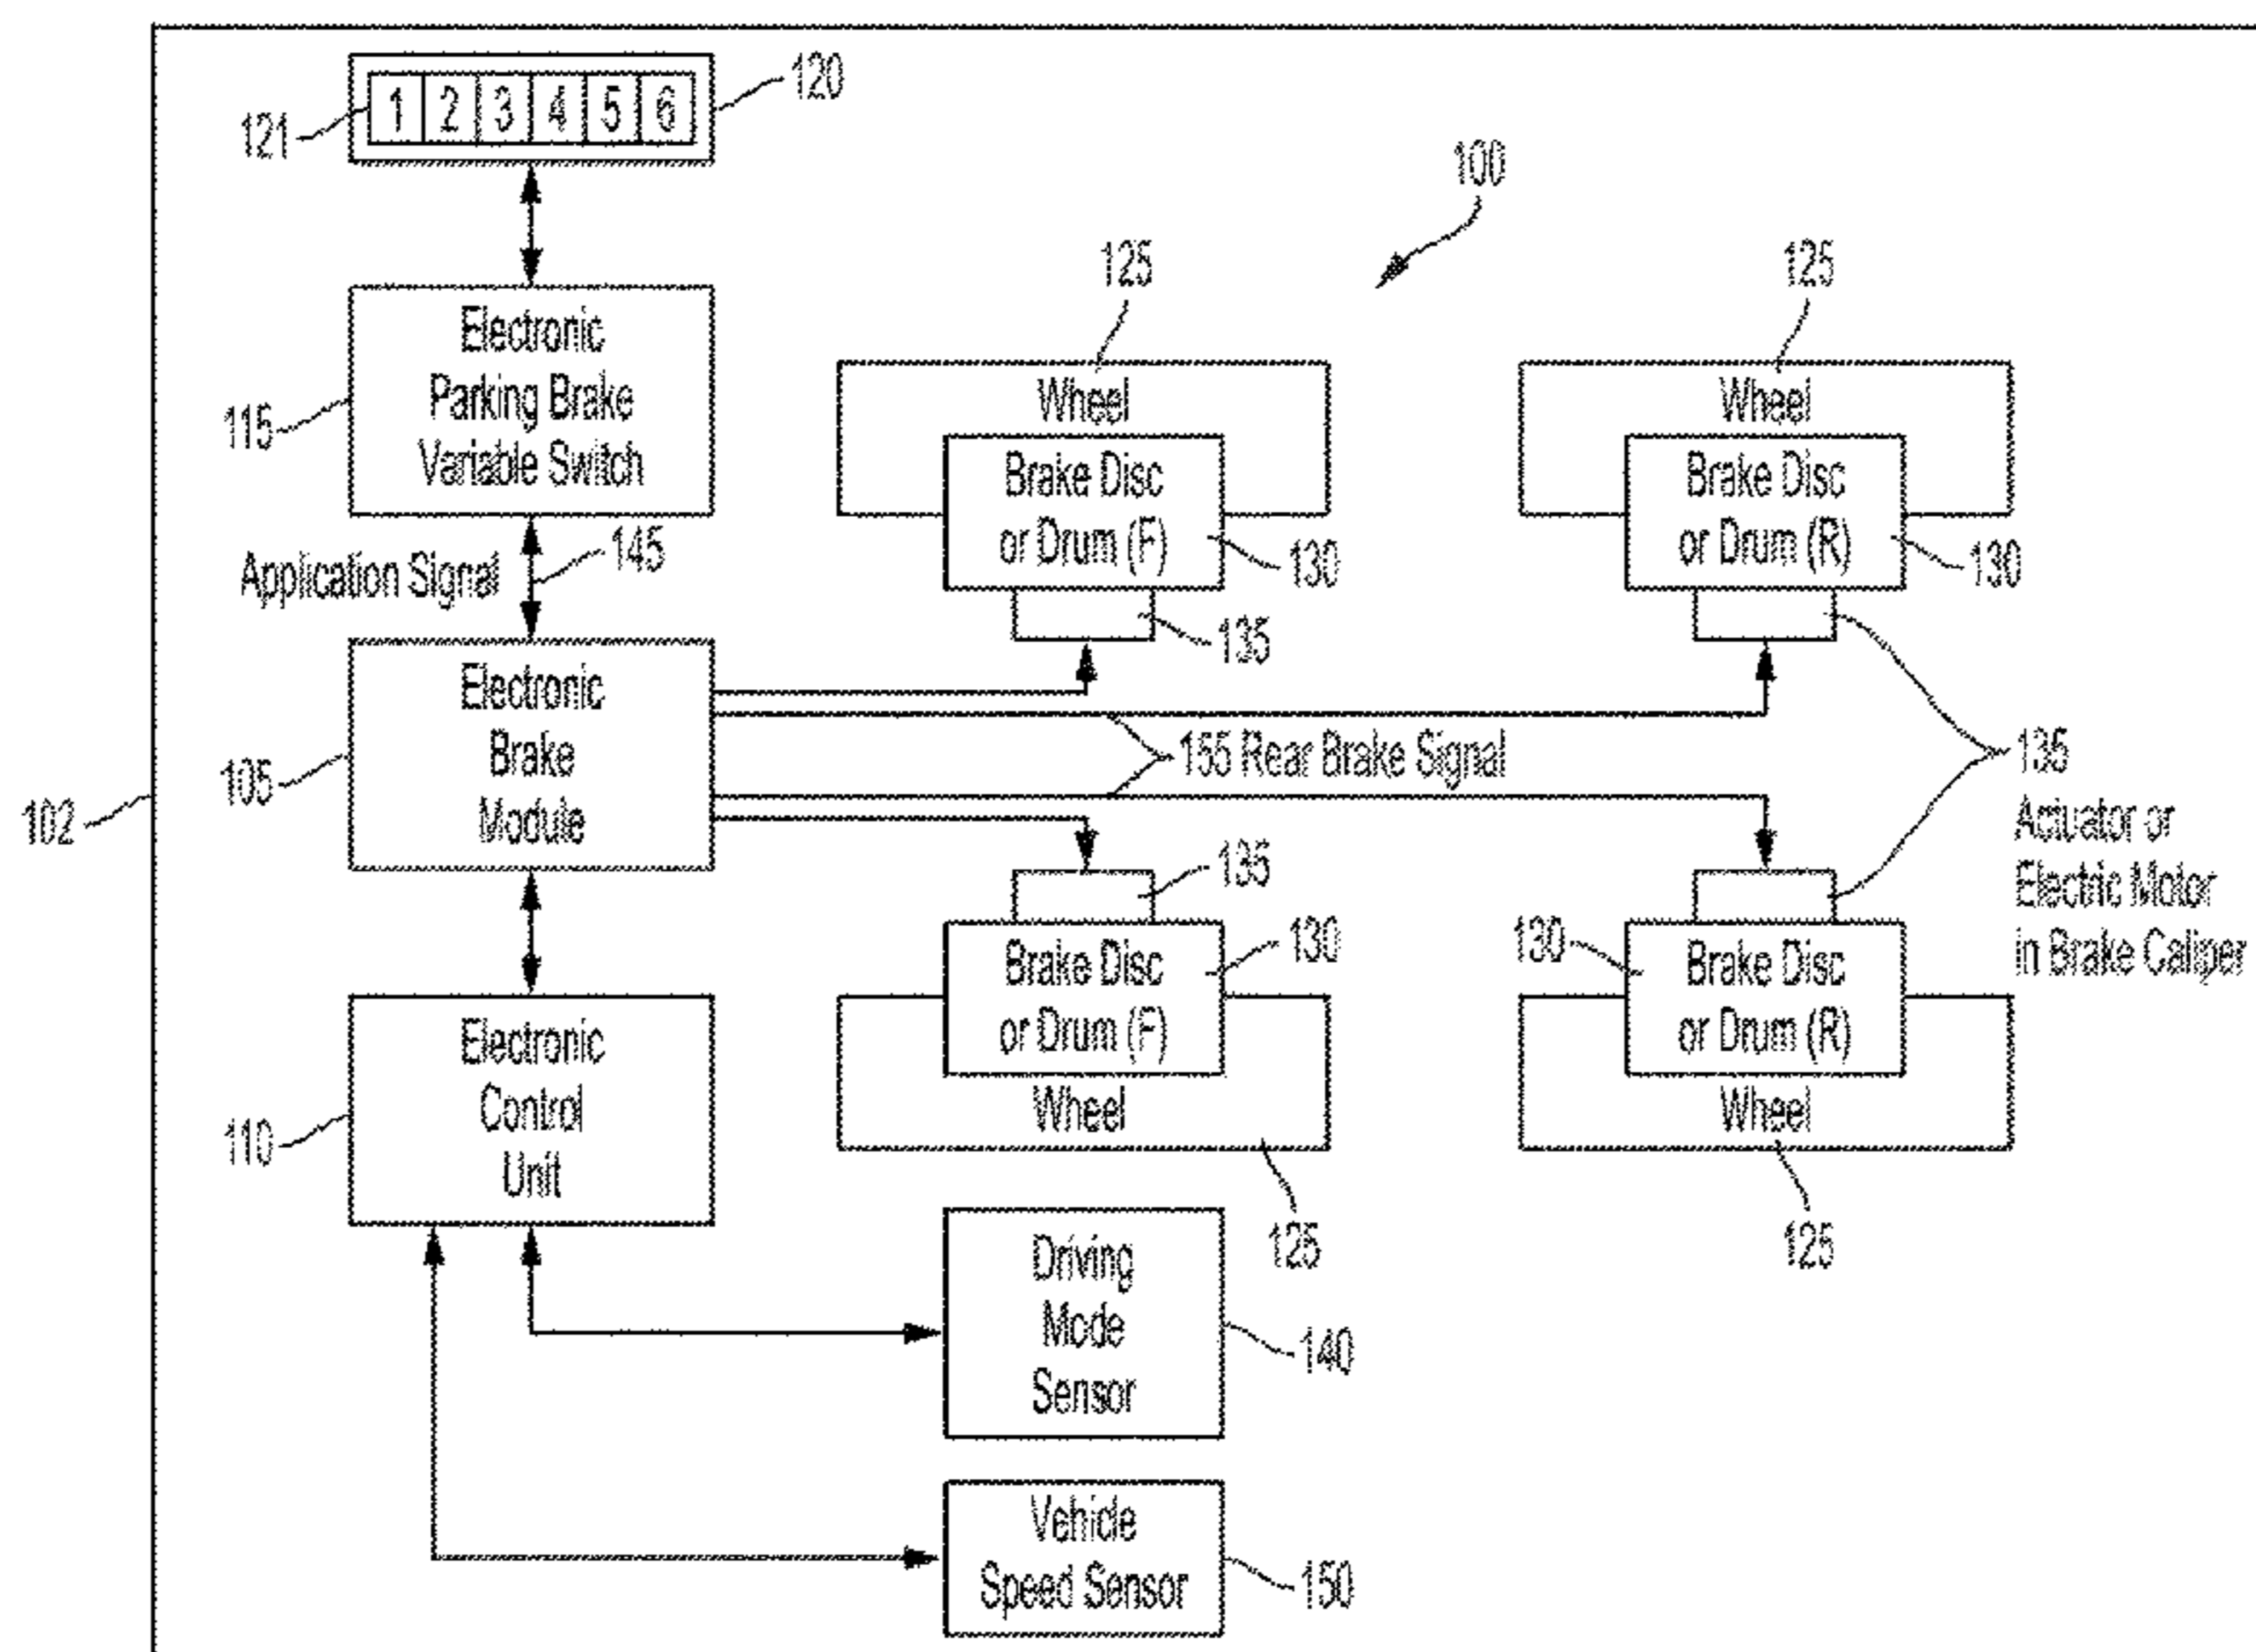 120
121
1 2 3 4 5 6
100
125
125
Electronic
Parking Brake
Variable Switch
115
Wheel
Wheel
Brake Disc
or Drum (F)
130
Brake Disc
or Drum (R)
130
Application Signal
145
135
Electronic
Brake
Module
105
102
155 Rear Brake Signal
135
Actuator or
Electric Motor
in Brake Caliper
135
Brake Disc
or Drum (F)
130
130
Brake Disc
or Drum (R)
Wheel
Wheel
125
125
Electronic
Control
Unit
110
Driving
Mode
Sensor
140
Vehicle
Speed Sensor
150